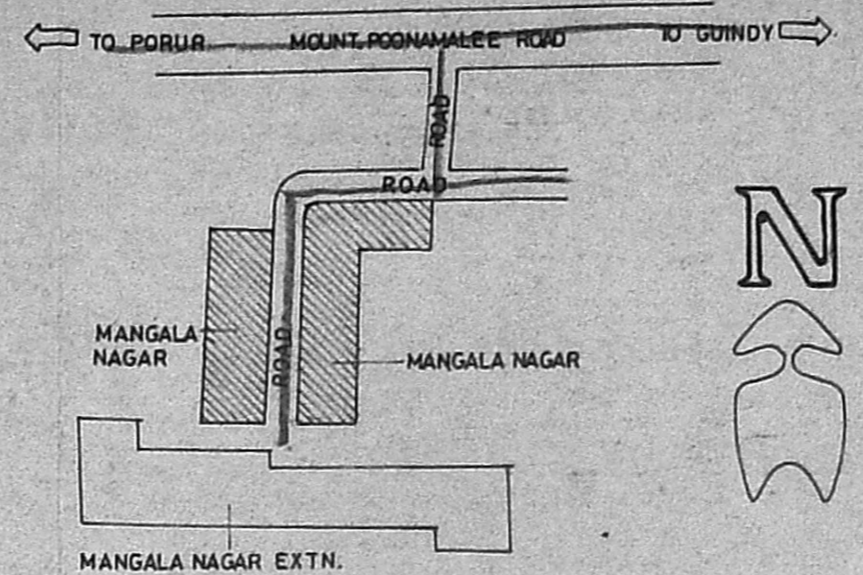 TO PORUR MOUNT.POONAMALEE ROAD TO GUINDY
ROAD
ROAD
N
MANGALA
NAGAR
ROAD
MANGALA NAGAR
MANGALA NAGAR EXTN.